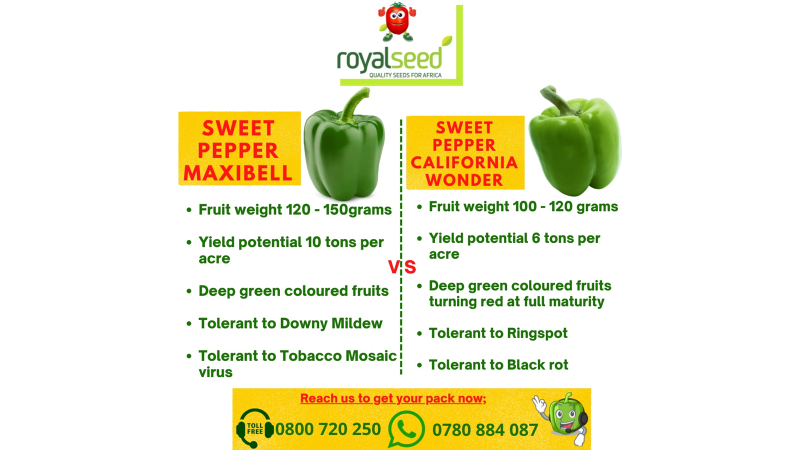 royalseed
QUALITY SEEDS FOR AFRICA
SWEET
PEPPER
MAXIBELL
• Fruit weight 120 - 150grams
• Yield potential 10 tons per
acre
• Deep green coloured fruits
• Tolerant to Downy Mildew
• Tolerant to Tobacco Mosaic
virus
VS
SWEET
PEPPER
CALIFORNIA
WONDER
• Fruit weight 100 - 120 grams
• Yield potential 6 tons per
acre
• Deep green coloured fruits
turning red at full maturity
• Tolerant to Ringspot
• Tolerant to Black rot
Reach us to get your pack now;
TOLL
FREE
0800 720 250
0780 884 087